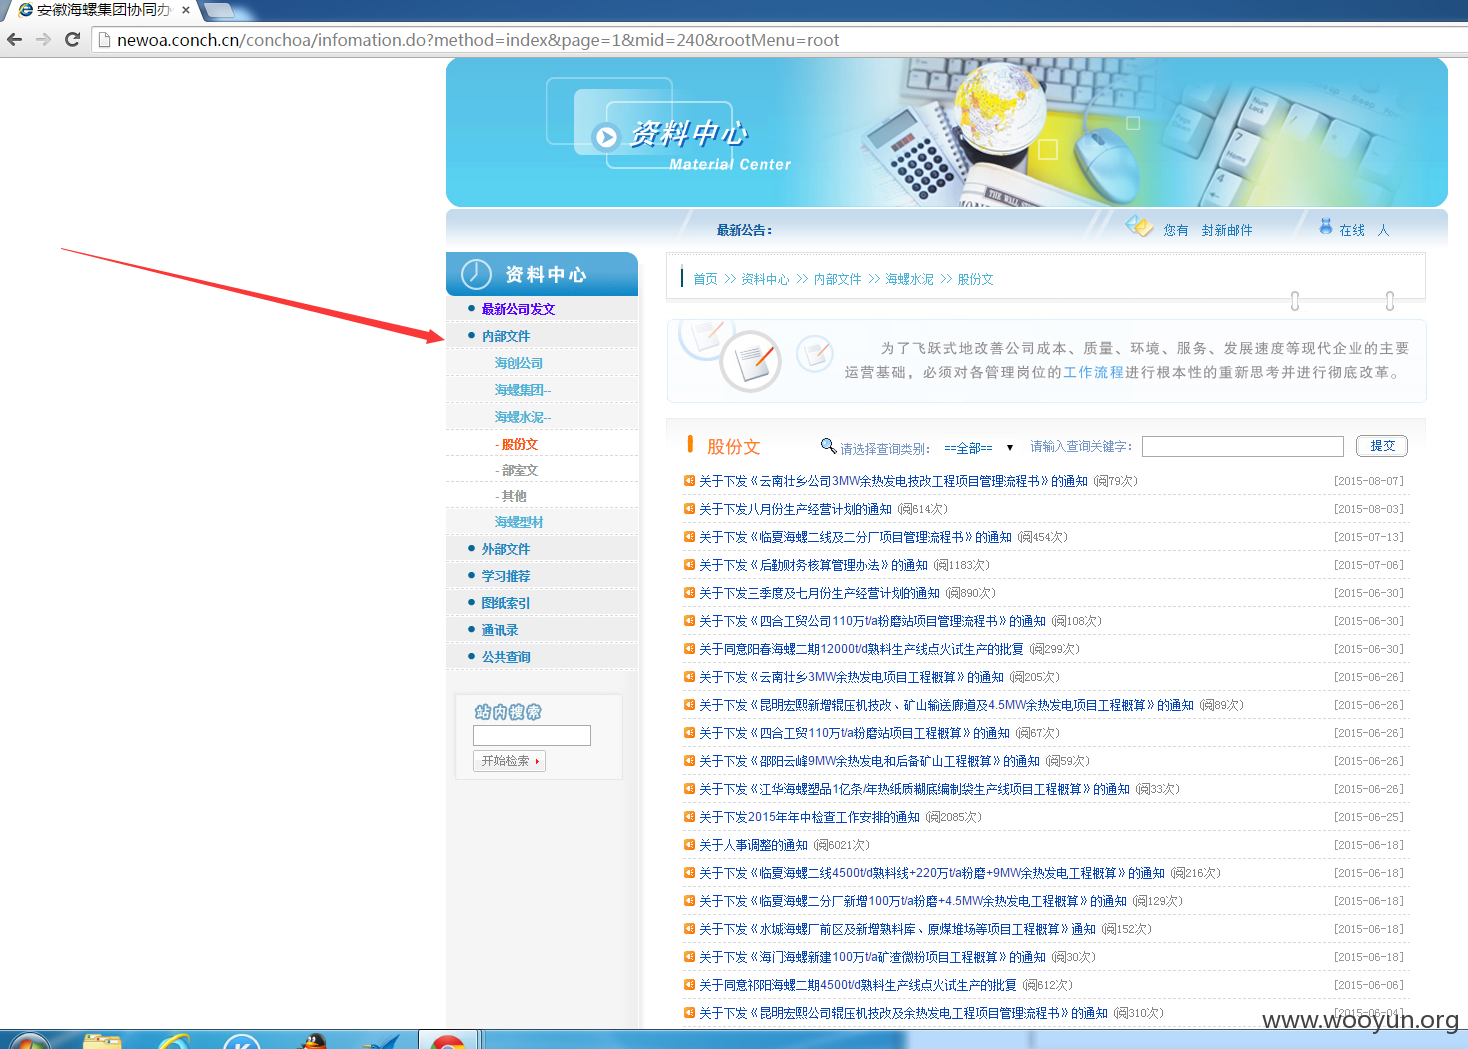 安徽海螺集团协同办
newoa.conch.cn/conchoa/infomation.do?method=index&page=1&mid=240&rootMenu=root
资料中心
Material Center
最新公告：
您有 封新邮件
在线 人
资料中心
最新公司发文
内部文件
海创公司
海螺集团--
海螺水泥--
- 股份文
- 部室文
- 其他
海螺型材
外部文件
学习推荐
图纸索引
通讯录
公共查询
站内搜索
开始检索
首页 >> 资料中心 >> 内部文件 >> 海螺水泥 >> 股份文
为了飞跃式地改善公司成本、质量、环境、服务、发展速度等现代企业的主要
运营基础，必须对各管理岗位的工作流程进行根本性的重新思考并进行彻底改革。
股份文 请选择查询类别： ==全部== 请输入查询关键字： 提交
关于下发《云南壮乡公司3MW余热发电技改工程项目管理流程书》的通知 (阅79次) [2015-08-07]
关于下发八月份生产经营计划的通知 (阅614次) [2015-08-03]
关于下发《临夏海螺二线及二分厂项目管理流程书》的通知 (阅454次) [2015-07-13]
关于下发《后勤财务核算管理办法》的通知 (阅1183次) [2015-07-06]
关于下发三季度及七月份生产经营计划的通知 (阅890次) [2015-06-30]
关于下发《四合工贸公司110万t/a粉磨站项目管理流程书》的通知 (阅108次) [2015-06-30]
关于同意阳春海螺二期12000t/d熟料生产线点火试生产的批复 (阅299次) [2015-06-30]
关于下发《云南壮乡3MW余热发电项目工程概算》的通知 (阅205次) [2015-06-26]
关于下发《昆明宏熙新增辊压机技改、矿山输送廊道及4.5MW余热发电项目工程概算》的通知 (阅89次) [2015-06-26]
关于下发《四合工贸110万t/a粉磨站项目工程概算》的通知 (阅67次) [2015-06-26]
关于下发《邵阳云峰9MW余热发电和后备矿山工程概算》的通知 (阅59次) [2015-06-26]
关于下发《江华海螺塑品1亿条/年热纸质糊底编制袋生产线项目工程概算》的通知 (阅33次) [2015-06-26]
关于下发2015年年中检查工作安排的通知 (阅2085次) [2015-06-25]
关于人事调整的通知 (阅6021次) [2015-06-18]
关于下发《临夏海螺二线4500t/d熟料线+220万t/a粉磨+9MW余热发电工程概算》的通知 (阅216次) [2015-06-18]
关于下发《临夏海螺二分厂新增100万t/a粉磨+4.5MW余热发电工程概算》的通知 (阅129次) [2015-06-18]
关于下发《水城海螺厂前区及新增熟料库、原煤堆场等项目工程概算》通知 (阅152次) [2015-06-18]
关于下发《海门海螺新建100万t/a矿渣微粉项目工程概算》的通知 (阅30次) [2015-06-18]
关于同意祁阳海螺二期4500t/d熟料生产线点火试生产的批复 (阅612次) [2015-06-06]
关于下发《昆明宏熙公司辊压机技改及余热发电工程项目管理流程书》的通知 (阅310次) [2015-06-04]
www.wooyun.org